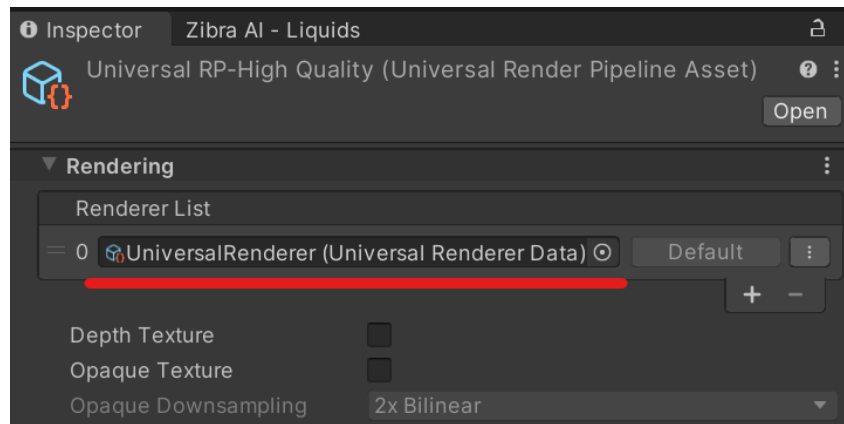 Inspector Zibra AI - Liquids
Universal RP-High Quality (Universal Render Pipeline Asset)
Open
Rendering
Renderer List
0 UniversalRenderer (Universal Renderer Data) Default
+ −
Depth Texture
Opaque Texture
Opaque Downsampling 2x Bilinear